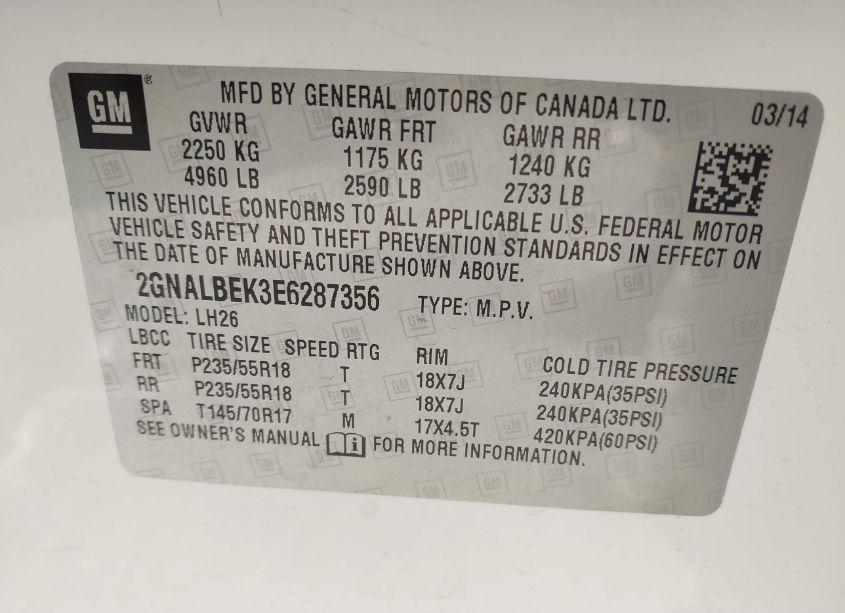 GM ®
MFD BY GENERAL MOTORS OF CANADA LTD. 03/14
GVWR GAWR FRT GAWR RR
2250 KG 1175 KG 1240 KG
4960 LB 2590 LB 2733 LB
THIS VEHICLE CONFORMS TO ALL APPLICABLE U.S. FEDERAL MOTOR
VEHICLE SAFETY AND THEFT PREVENTION STANDARDS IN EFFECT ON
THE DATE OF MANUFACTURE SHOWN ABOVE.
2GNALBEK3E6287356 TYPE: M.P.V.
MODEL: LH26
LBCC TIRE SIZE SPEED RTG RIM COLD TIRE PRESSURE
FRT P235/55R18 T 18X7J 240KPA(35PSI)
RR P235/55R18 T 18X7J 240KPA(35PSI)
SPA T145/70R17 M 17X4.5T 420KPA(60PSI)
SEE OWNER'S MANUAL i FOR MORE INFORMATION.